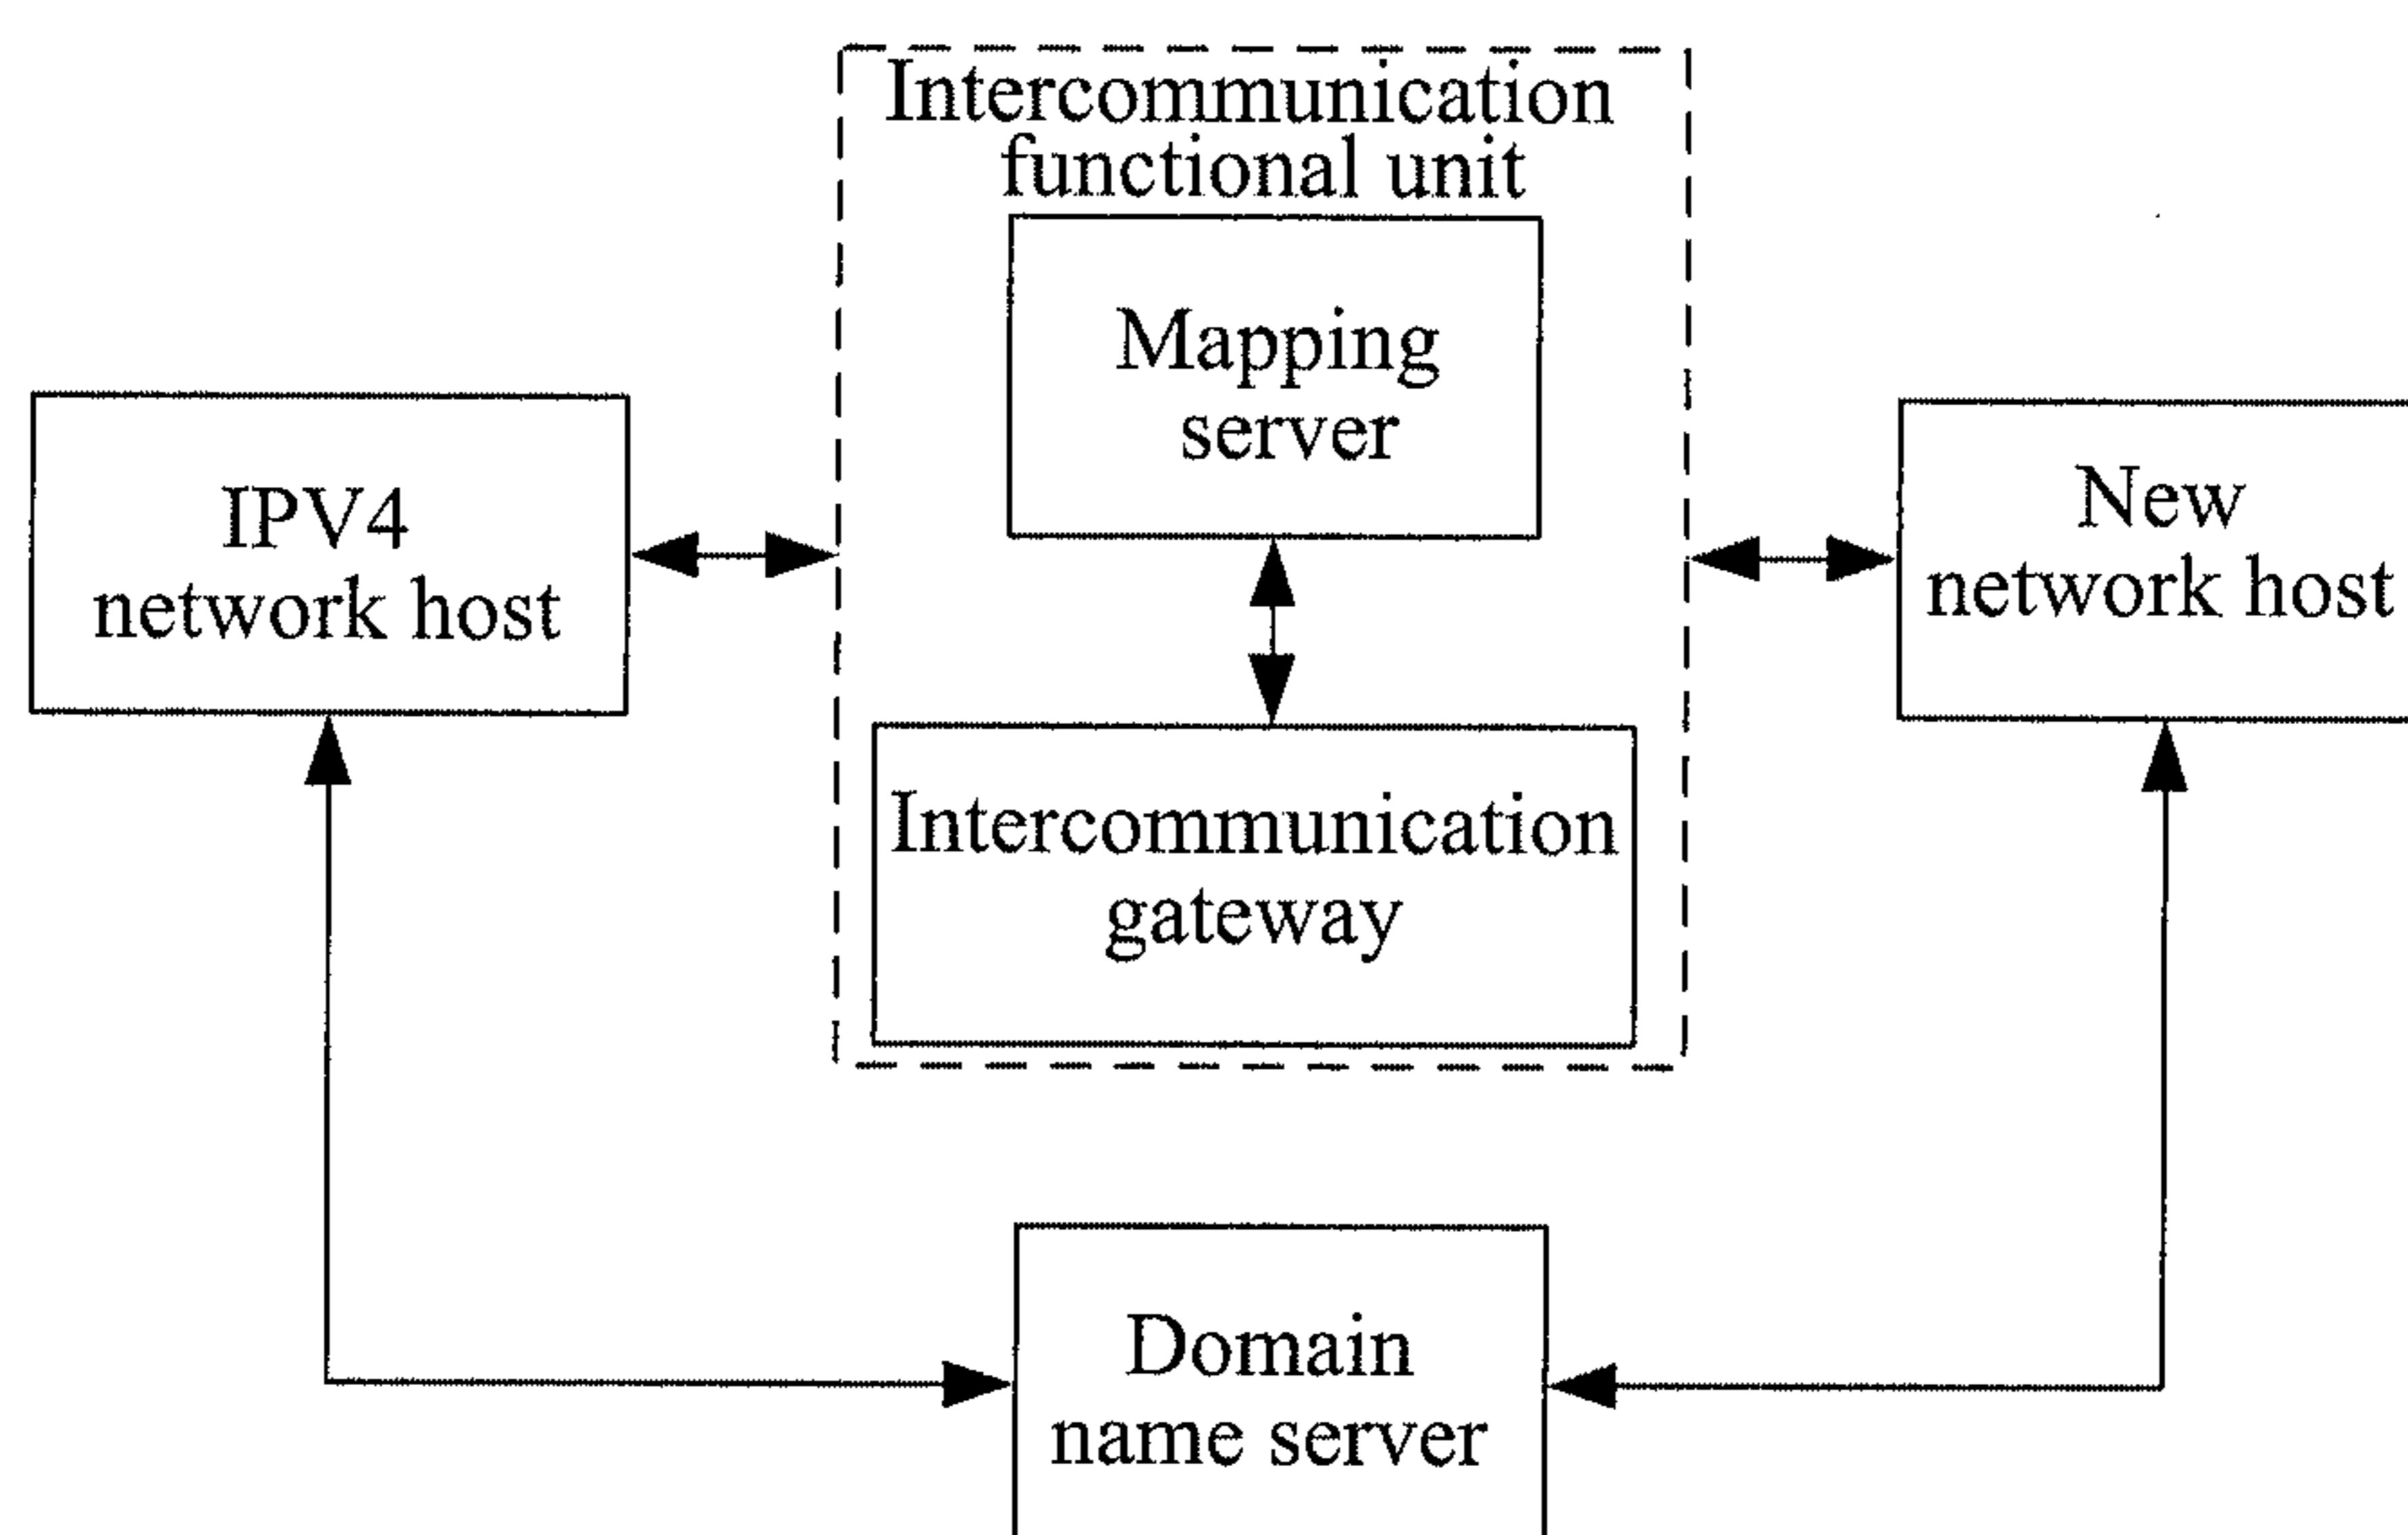 Intercommunication
functional unit
Mapping
server
IPV4
network host
New
network host
Intercommunication
gateway
Domain
name server